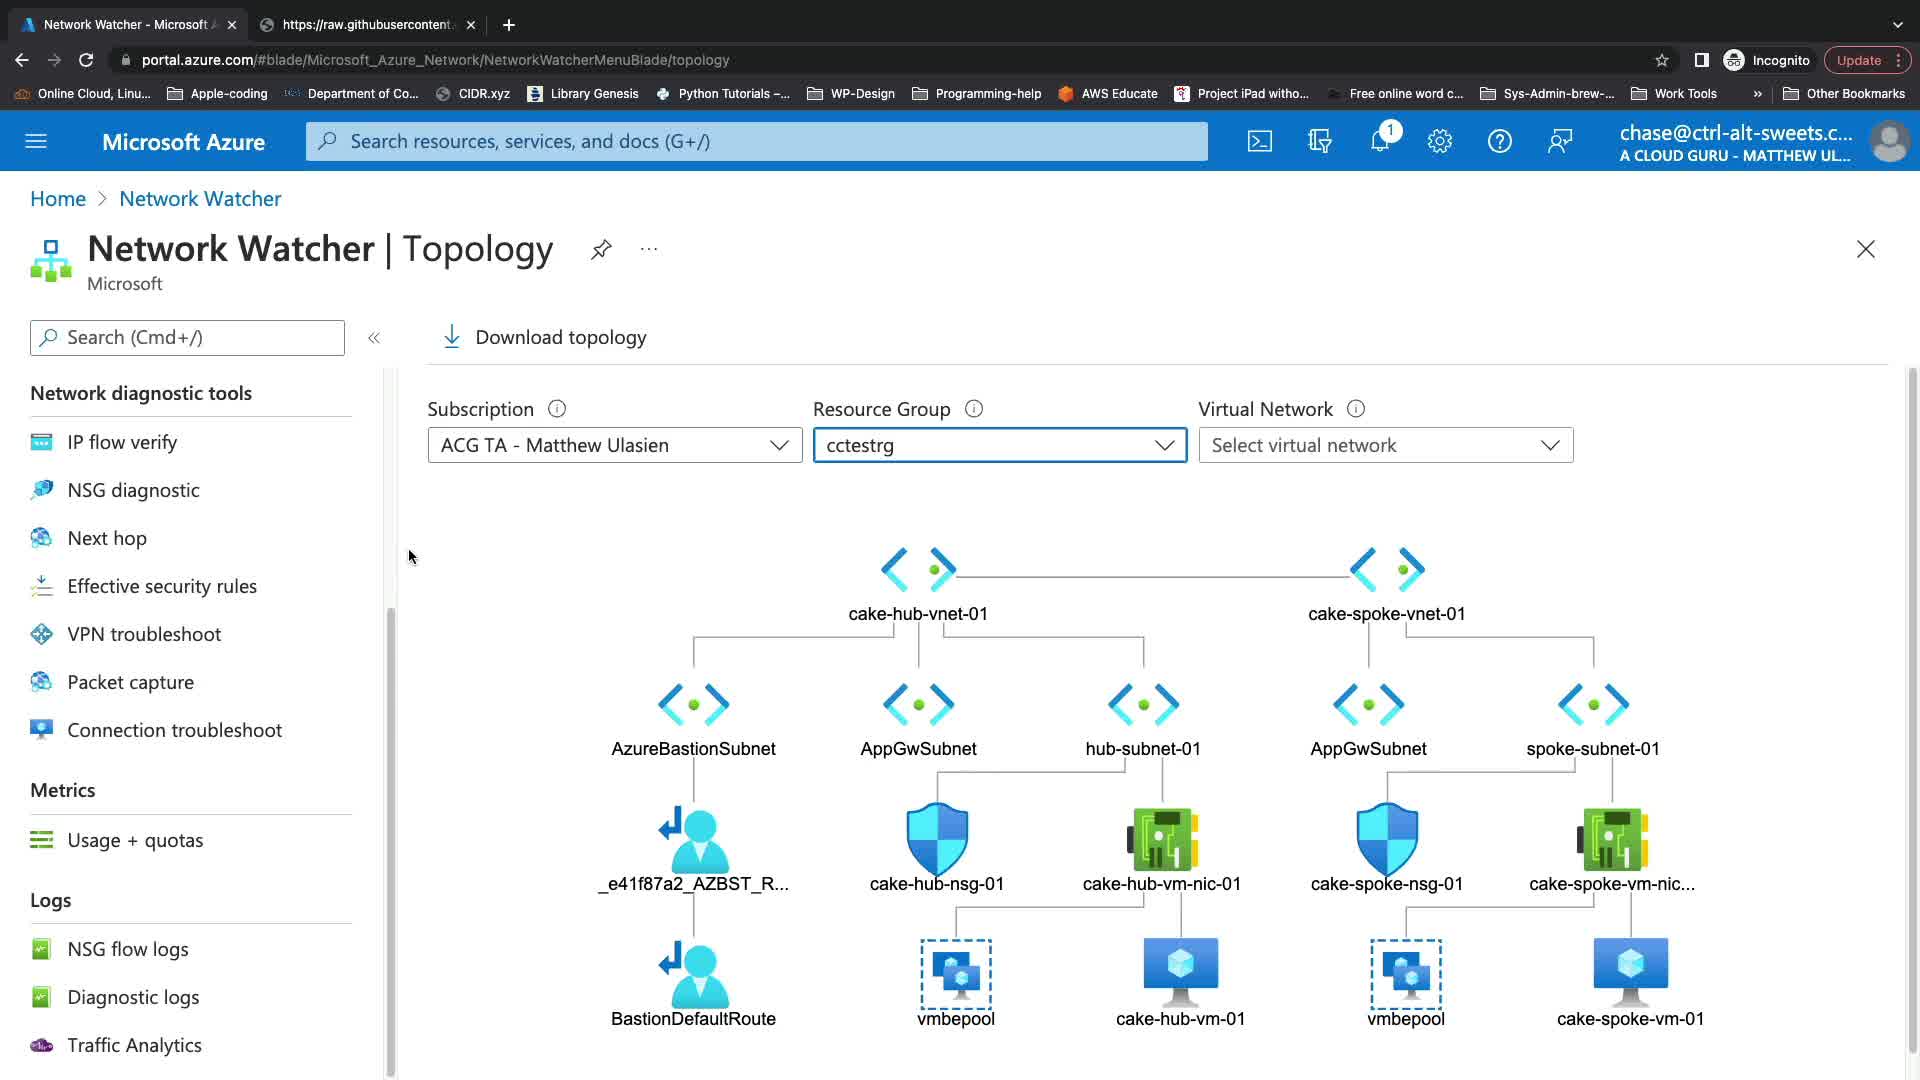 Network Watcher - Microsoft A
https://raw.githubusercontent.
portal.azure.com/#blade/Microsoft_Azure_Network/NetworkWatcherMenuBlade/topology
Incognito
Update
Online Cloud, Linu...
Apple-coding
Department of Co...
CIDR.xyz
Library Genesis
Python Tutorials –...
WP-Design
Programming-help
AWS Educate
Project iPad witho...
Free online word c...
Sys-Admin-brew-...
Work Tools
»
Other Bookmarks
Microsoft Azure
Search resources, services, and docs (G+/)
1
chase@ctrl-alt-sweets.c...
A CLOUD GURU - MATTHEW UL...
Home > Network Watcher
Network Watcher | Topology
...
Microsoft
Search (Cmd+/)
«
Download topology
Network diagnostic tools
IP flow verify
NSG diagnostic
Next hop
Effective security rules
VPN troubleshoot
Packet capture
Connection troubleshoot
Metrics
Usage + quotas
Logs
NSG flow logs
Diagnostic logs
Traffic Analytics
Subscription
Resource Group
Virtual Network
ACG TA - Matthew Ulasien
cctestrg
Select virtual network
cake-hub-vnet-01
cake-spoke-vnet-01
AzureBastionSubnet
AppGwSubnet
hub-subnet-01
AppGwSubnet
spoke-subnet-01
_e41f87a2_AZBST_R...
cake-hub-nsg-01
cake-hub-vm-nic-01
cake-spoke-nsg-01
cake-spoke-vm-nic...
BastionDefaultRoute
vmbepool
cake-hub-vm-01
vmbepool
cake-spoke-vm-01